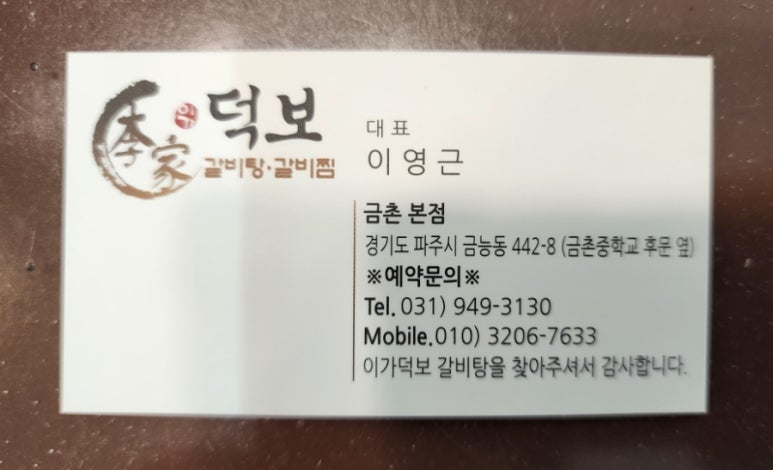 李家 덕보
갈비탕·갈비찜
대표
이영근
금촌 본점
경기도 파주시 금능동 442-8 (금촌중학교 후문 옆)
※예약문의※
Tel. 031) 949-3130
Mobile.010) 3206-7633
이가덕보 갈비탕을 찾아주셔서 감사합니다.